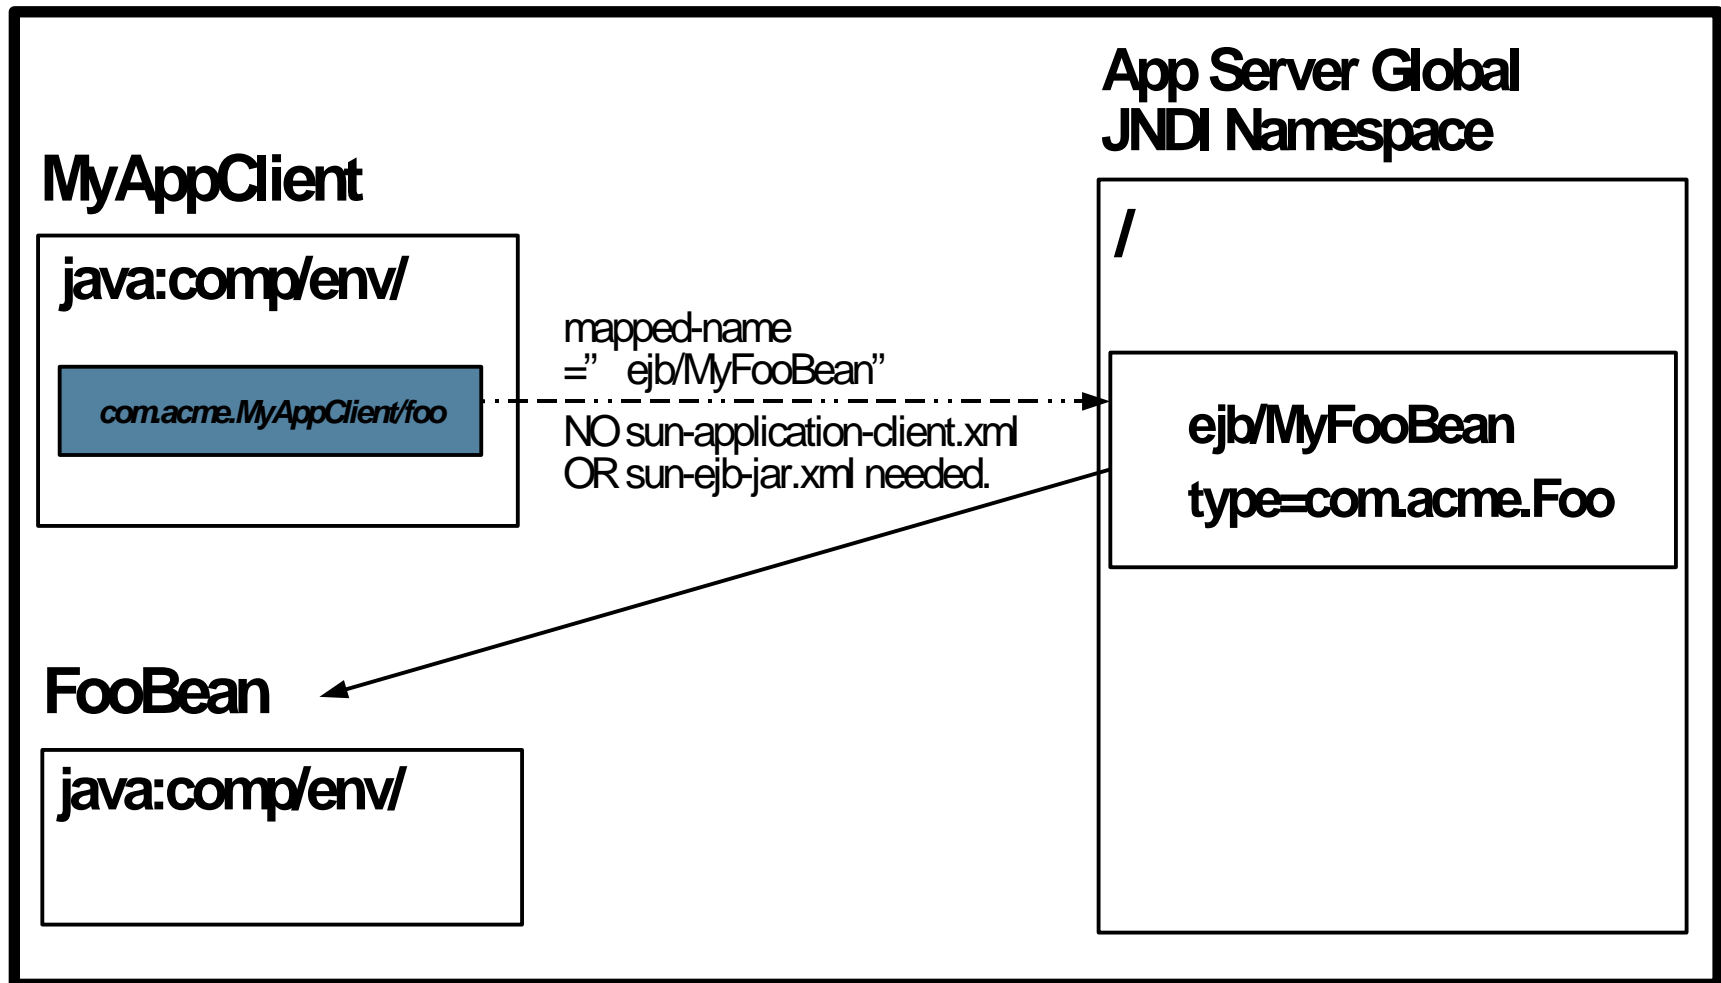 App Server Global
JNDI Namespace
MyAppClient
java:comp/env/
com.acme.MyAppClient/foo
mapped-name
=” ejb/MyFooBean”
NO sun-application-client.xml
OR sun-ejb-jar.xml needed.
/
ejb/MyFooBean
type=com.acme.Foo
FooBean
java:comp/env/